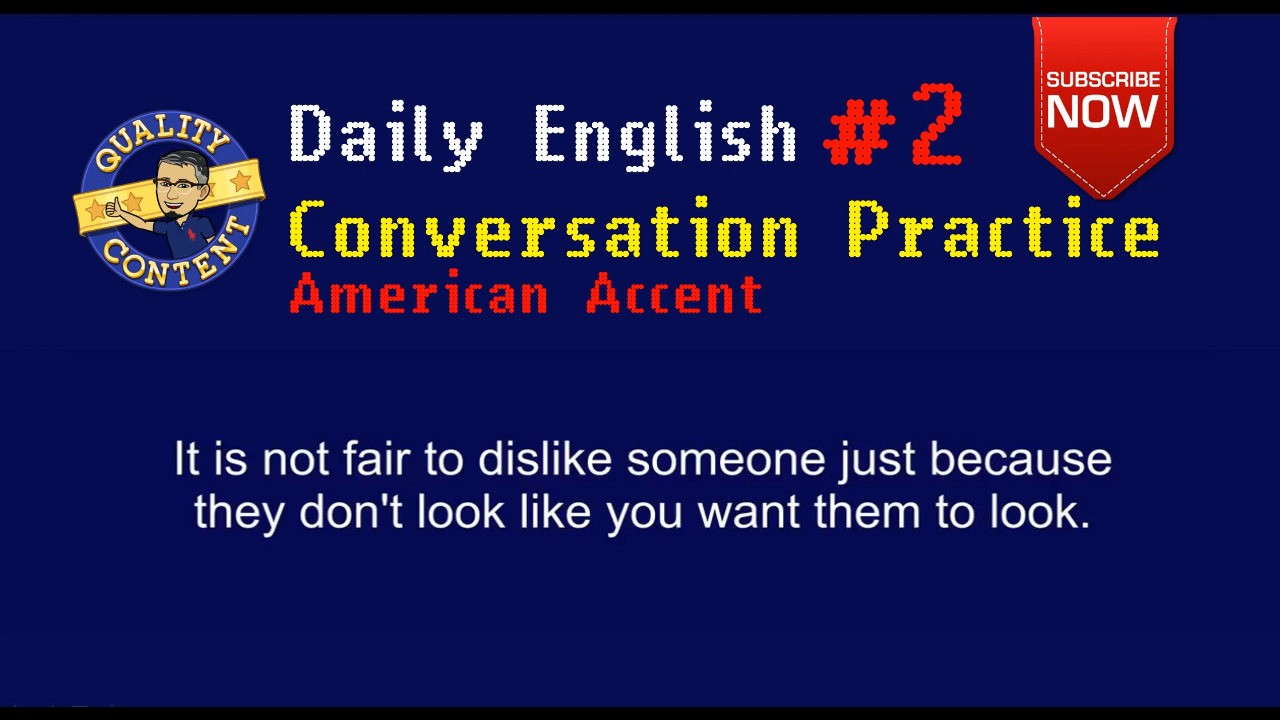 SUBSCRIBE
NOW
QUALITY
CONTENT
Daily English #2
Conversation Practice
American Accent
It is not fair to dislike someone just because
they don't look like you want them to look.